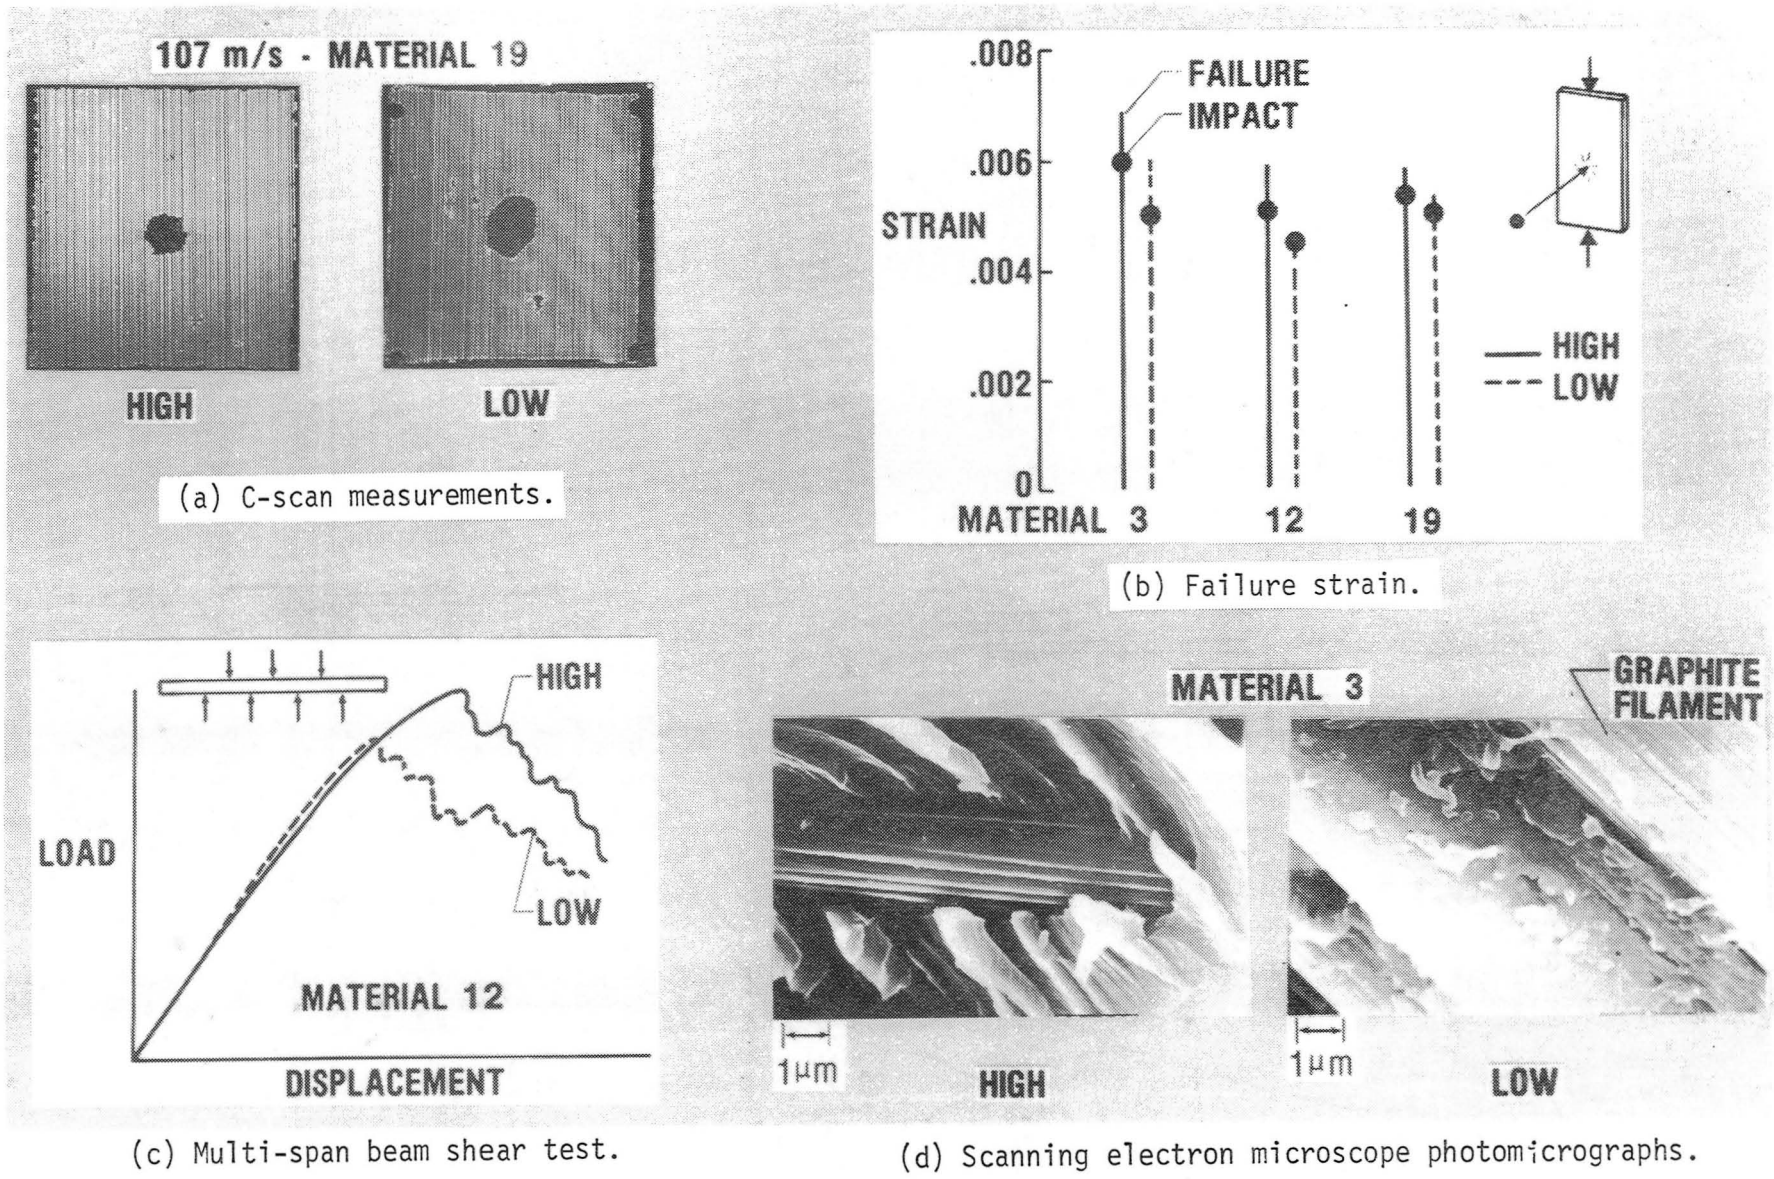 107 m/s - MATERIAL 19
HIGH
LOW
(a) C-scan measurements.
.008
.006
.004
.002
0
STRAIN
FAILURE
IMPACT
HIGH
LOW
MATERIAL 3
12
19
(b) Failure strain.
HIGH
LOW
LOAD
MATERIAL 12
DISPLACEMENT
(c) Multi-span beam shear test.
MATERIAL 3
GRAPHITE
FILAMENT
1μm
HIGH
1μm
LOW
(d) Scanning electron microscope photomicrographs.